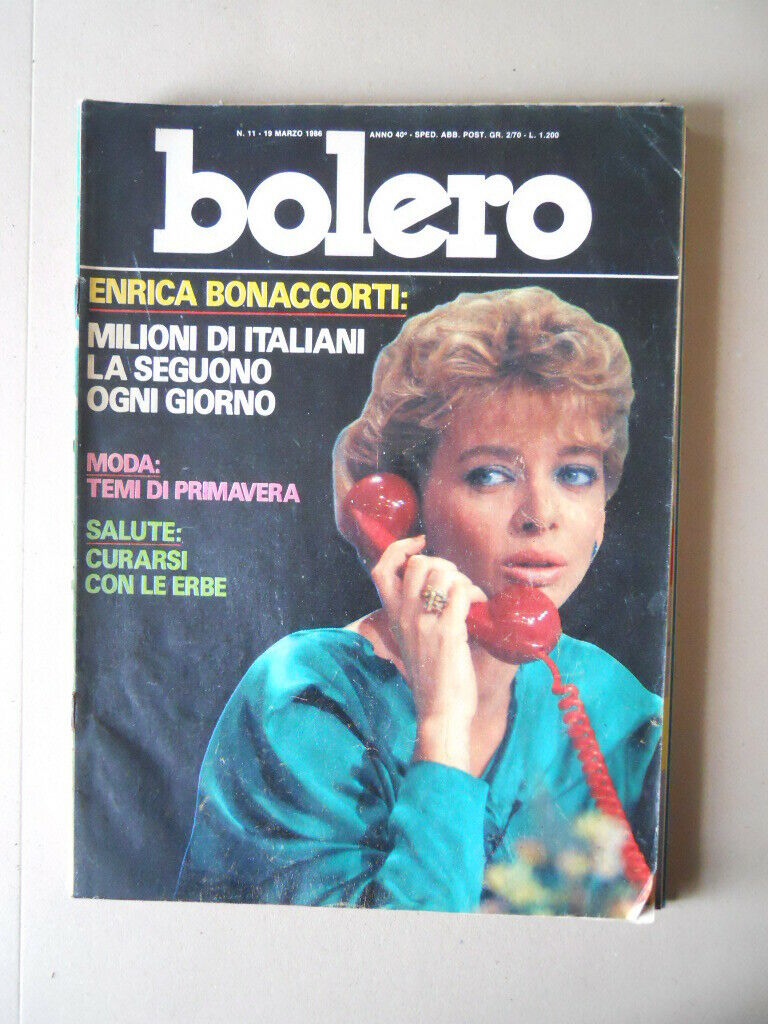 N. 11 - 19 MARZO 1986 ANNO 40° - SPED. ABB. POST. GR. 2/70 - L. 1.200
bolero
ENRICA BONACCORTI:
MILIONI DI ITALIANI
LA SEGUONO
OGNI GIORNO
MODA:
TEMI DI PRIMAVERA
SALUTE:
CURARSI
CON LE ERBE